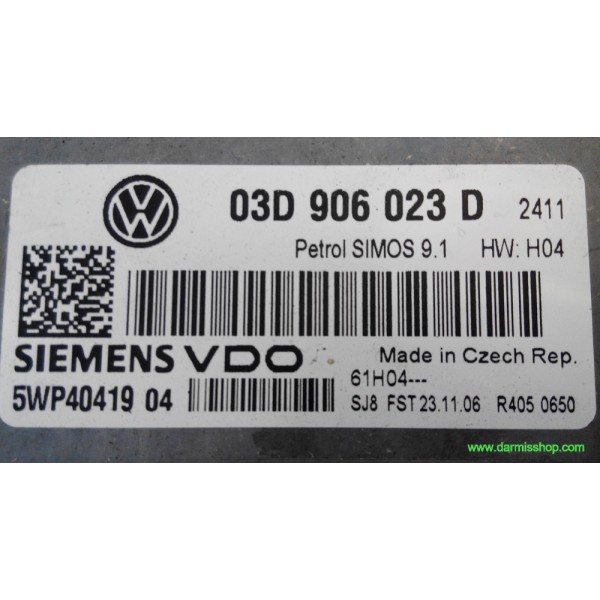 03D 906 023 D 2411
Petrol SIMOS 9.1 HW: H04
SIEMENS VDO Made in Czech Rep.
61H04---
5WP40419 04 SJ8 FST 23.11.06 R405 0650
www.darmisshop.com